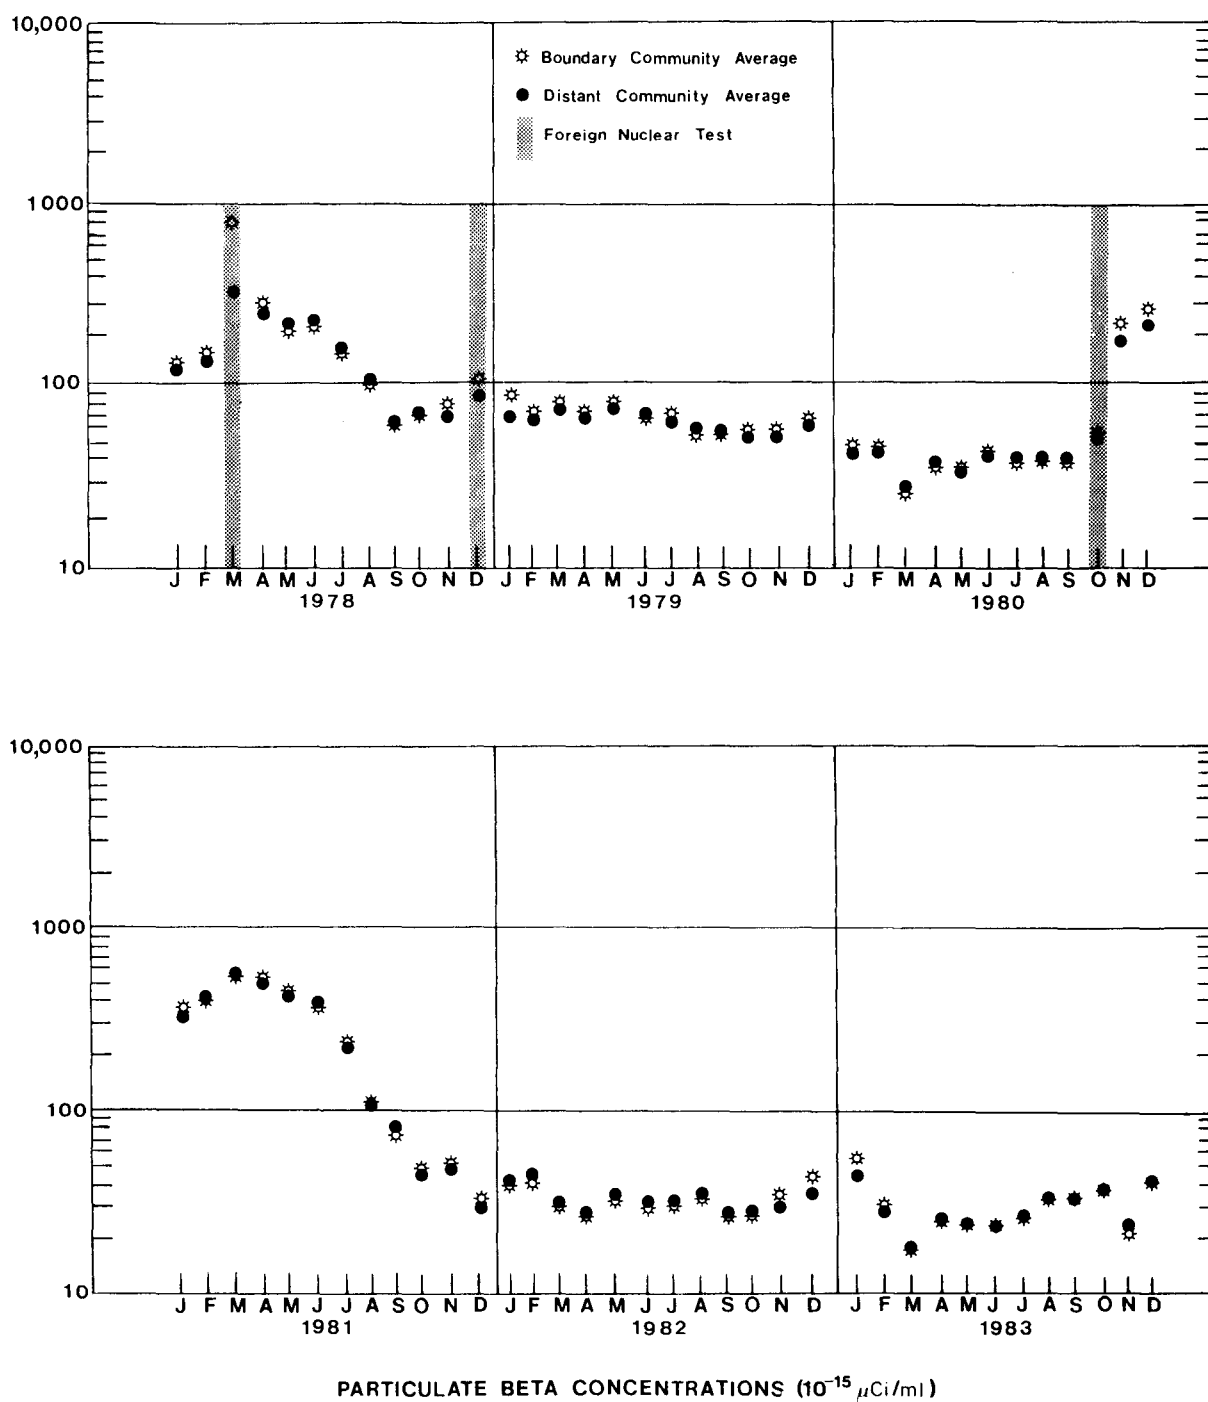 10,000
Boundary Community Average
Distant Community Average
Foreign Nuclear Test
1000
100
10
J F M A M J J A S O N D J F M A M J J A S O N D J F M A M J J A S O N D
1978 1979 1980
10,000
1000
100
10
J F M A M J J A S O N D J F M A M J J A S O N D J F M A M J J A S O N D
1981 1982 1983
PARTICULATE BETA CONCENTRATIONS (10⁻¹⁵ μCi/ml)